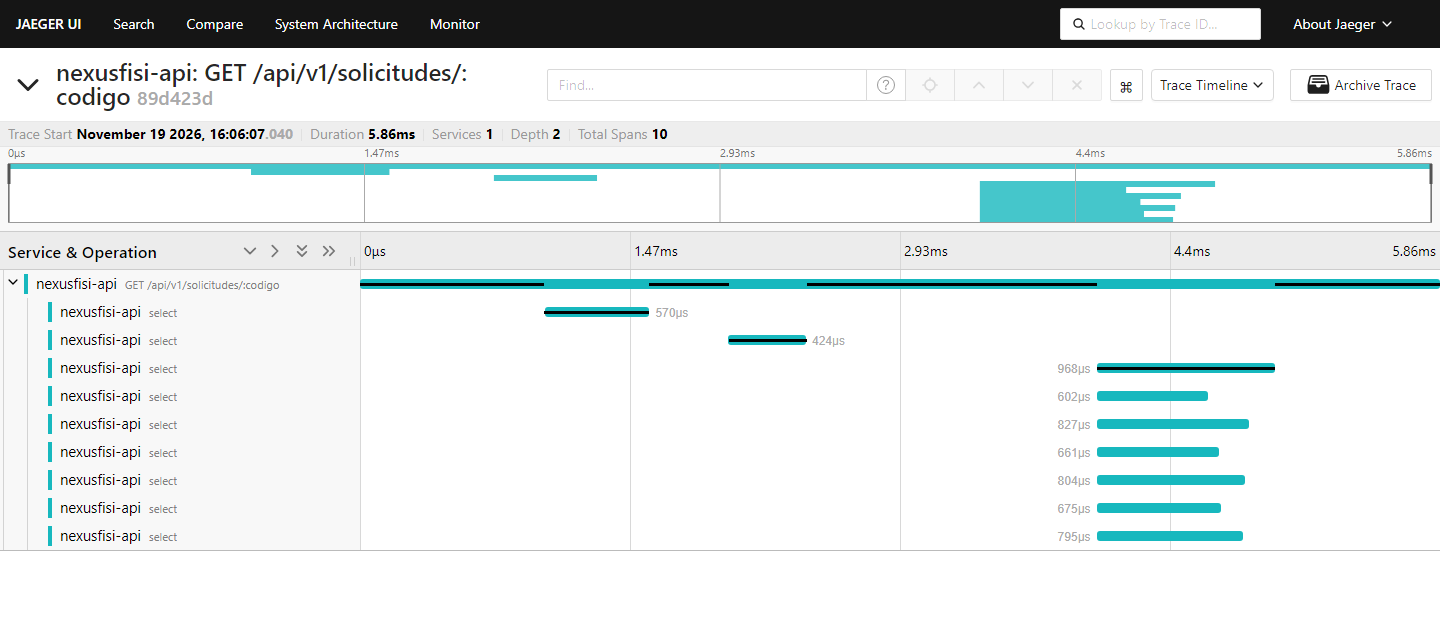 JAEGER UI Search Compare System Architecture Monitor Lookup by Trace ID... About Jaeger
nexusfisi-api: GET /api/v1/solicitudes/:
codigo 89d423d
Find... ? ⌘ Trace Timeline Archive Trace
Trace Start November 19 2026, 16:06:07.040 Duration 5.86ms Services 1 Depth 2 Total Spans 10
0μs 1.47ms 2.93ms 4.4ms 5.86ms
Service & Operation 0μs 1.47ms 2.93ms 4.4ms 5.86ms
nexusfisi-api GET /api/v1/solicitudes/:codigo
nexusfisi-api select 570μs
nexusfisi-api select 424μs
nexusfisi-api select 968μs
nexusfisi-api select 602μs
nexusfisi-api select 827μs
nexusfisi-api select 661μs
nexusfisi-api select 804μs
nexusfisi-api select 675μs
nexusfisi-api select 795μs